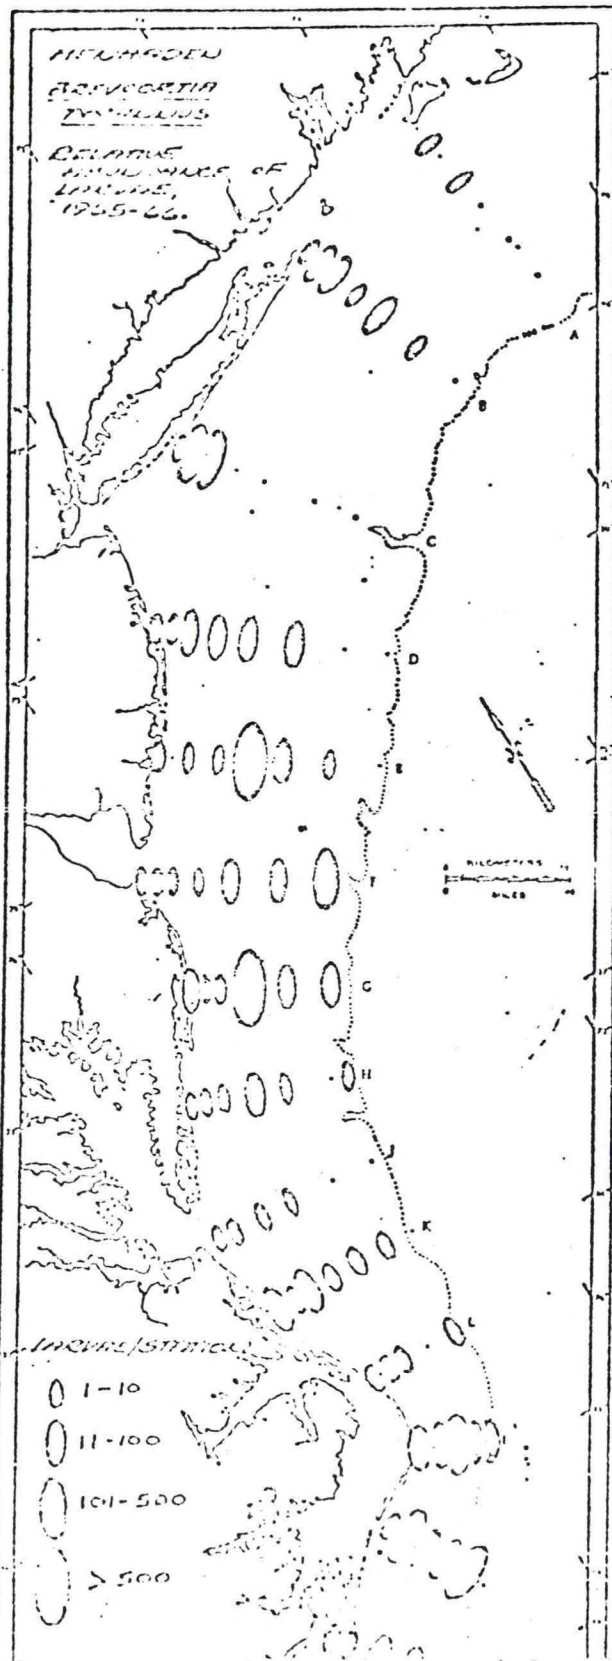 MENHADEN
BREVOORTIA
TYRANNUS
RELATIVE
ABUNDANCE OF
LARVAE,
1965-66.
A
B
C
D
E
F
G
H
J
K
L
KILOMETERS
MILES
LARVAE/STATION
1-10
11-100
101-500
> 500